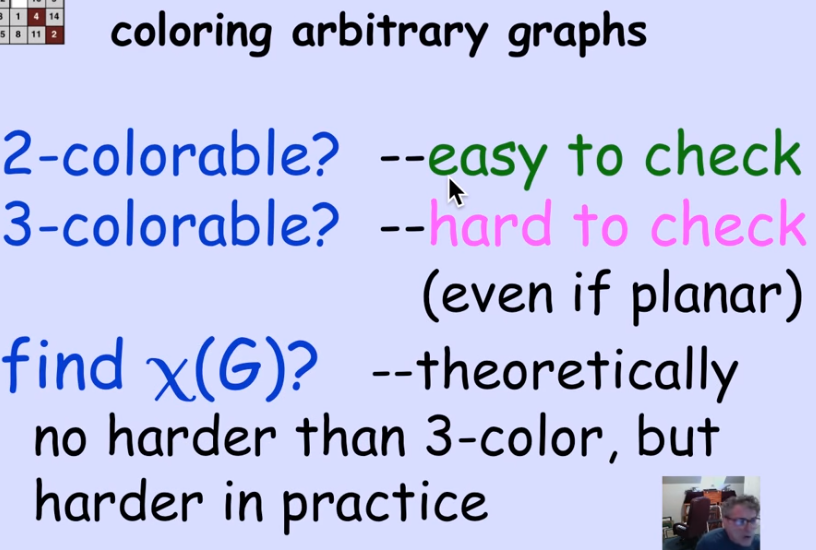 3 1 4 14
5 8 11 2
coloring arbitrary graphs
2-colorable? --easy to check
3-colorable? --hard to check
(even if planar)
find χ(G)? --theoretically
no harder than 3-color, but
harder in practice